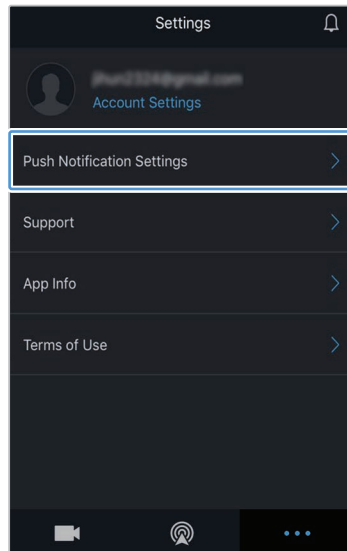 Settings
Account Settings
Push Notification Settings
Support
App Info
Terms of Use